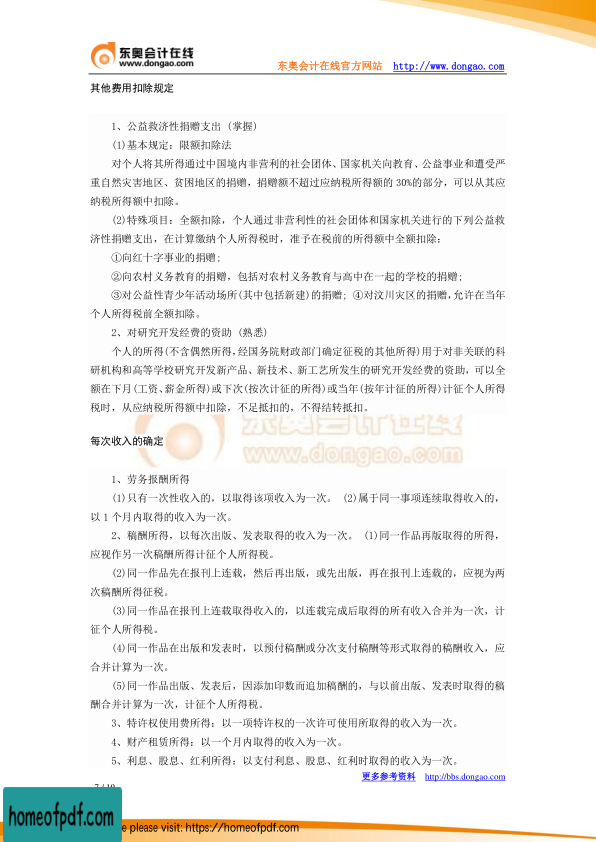 东奥会计在线
www.dongao.com
东奥会计在线官方网站 http://www.dongao.com
其他费用扣除规定
1、公益救济性捐赠支出 (掌握)
(1)基本规定：限额扣除法
对个人将其所得通过中国境内非营利的社会团体、国家机关向教育、公益事业和遭受严
重自然灾害地区、贫困地区的捐赠，捐赠额不超过应纳税所得额的 30%的部分，可以从其应
纳税所得额中扣除。
(2)特殊项目：全额扣除，个人通过非营利性的社会团体和国家机关进行的下列公益救
济性捐赠支出，在计算缴纳个人所得税时，准予在税前的所得额中全额扣除：
①向红十字事业的捐赠;
②向农村义务教育的捐赠，包括对农村义务教育与高中在一起的学校的捐赠;
③对公益性青少年活动场所(其中包括新建)的捐赠; ④对汶川灾区的捐赠,允许在当年
个人所得税前全额扣除。
2、对研究开发经费的资助 (熟悉)
个人的所得(不含偶然所得,经国务院财政部门确定征税的其他所得)用于对非关联的科
研机构和高等学校研究开发新产品、新技术、新工艺所发生的研究开发经费的资助，可以全
额在下月(工资、薪金所得)或下次(按次计征的所得)或当年(按年计征的所得)计征个人所得
税时，从应纳税所得额中扣除，不足抵扣的，不得结转抵扣。
东奥会计在线
www.dongao.com
每次收入的确定
1、劳务报酬所得
(1)只有一次性收入的，以取得该项收入为一次。 (2)属于同一事项连续取得收入的，
以 1 个月内取得的收入为一次。
2、稿酬所得，以每次出版、发表取得的收入为一次。 (1)同一作品再版取得的所得，
应视作另一次稿酬所得计征个人所得税。
(2)同一作品先在报刊上连载，然后再出版，或先出版，再在报刊上连载的，应视为两
次稿酬所得征税。
(3)同一作品在报刊上连载取得收入的，以连载完成后取得的所有收入合并为一次，计
征个人所得税。
(4)同一作品在出版和发表时，以预付稿酬或分次支付稿酬等形式取得的稿酬收入，应
合并计算为一次。
(5)同一作品出版、发表后，因添加印数而追加稿酬的，与以前出版、发表时取得的稿
酬合并计算为一次，计征个人所得税。
3、特许权使用费所得：以一项特许权的一次许可使用所取得的收入为一次。
4、财产租赁所得：以一个月内取得的收入为一次。
5、利息、股息、红利所得：以支付利息、股息、红利时取得的收入为一次。
更多参考资料 http://bbs.dongao.com
homeofpdf.com
please visit: https://homeofpdf.com